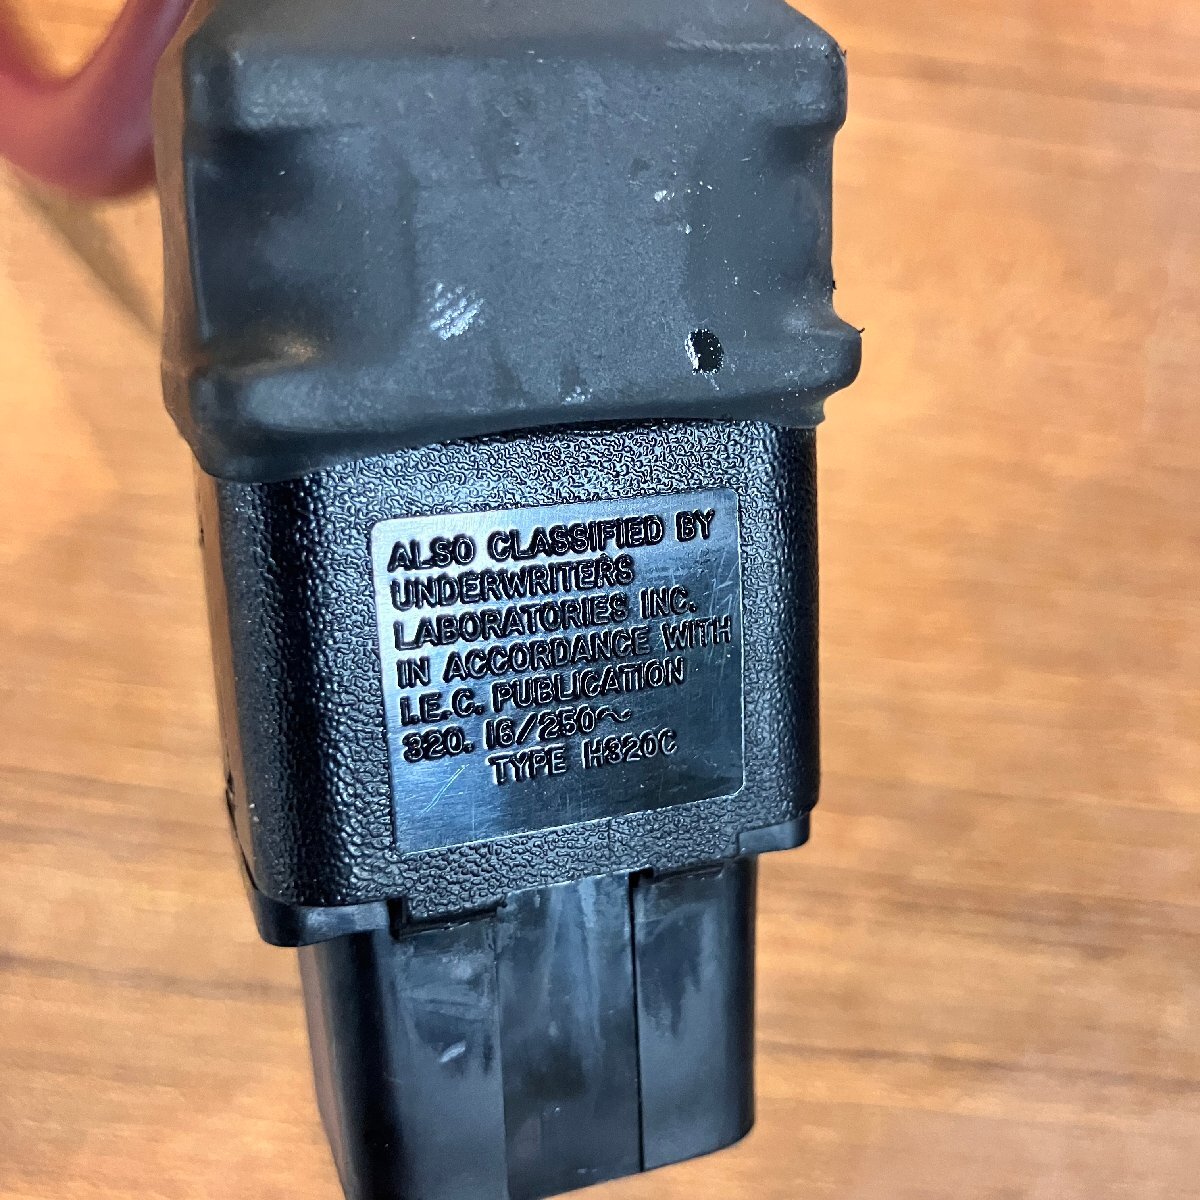 ALSO CLASSIFIED BY
UNDERWRITERS
LABORATORIES INC.
IN ACCORDANCE WITH
I.E.C. PUBLICATION
320. 16/250~
TYPE H320C